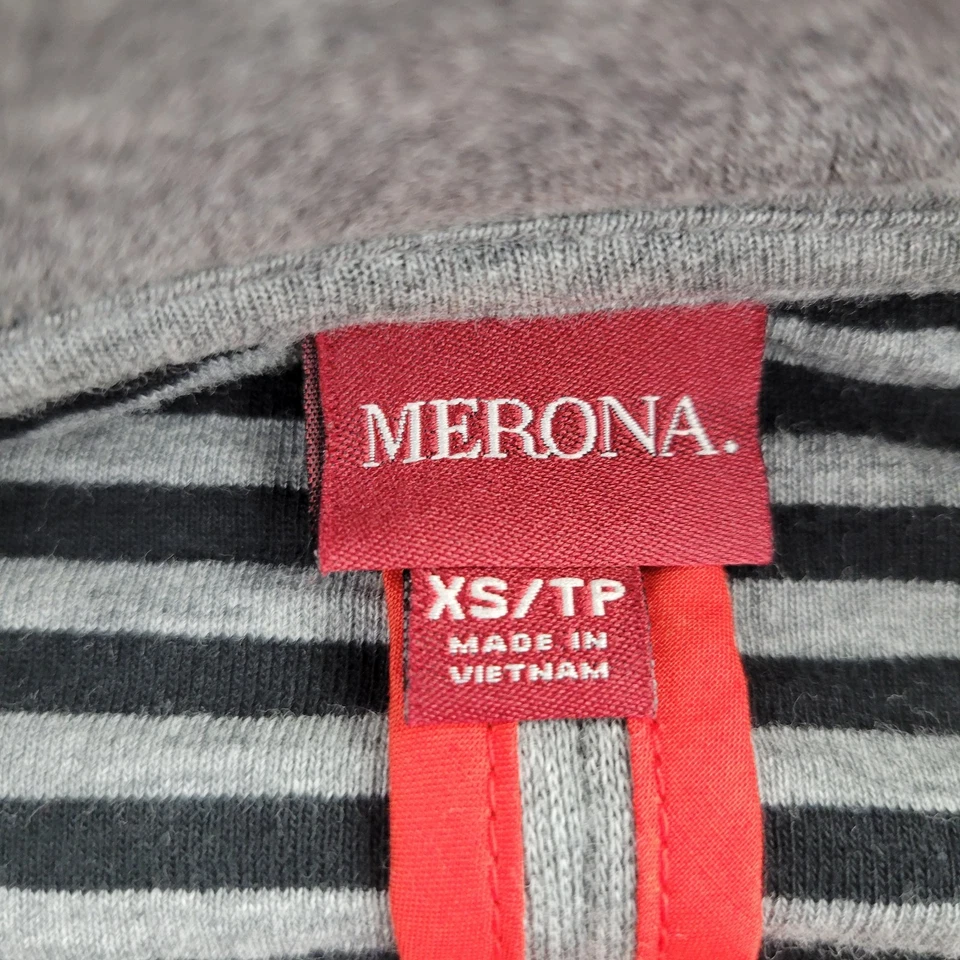 MERONA.
XS/TP
MADE IN
VIETNAM